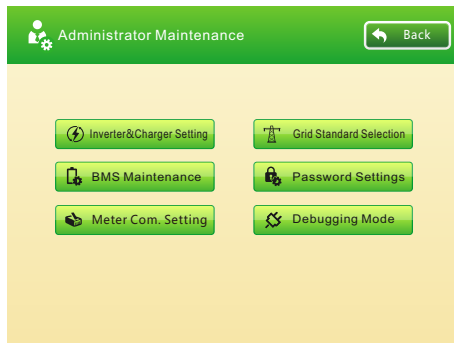 Administrator Maintenance
Back
Inverter&Charger Setting
Grid Standard Selection
BMS Maintenance
Password Settings
Meter Com. Setting
Debugging Mode